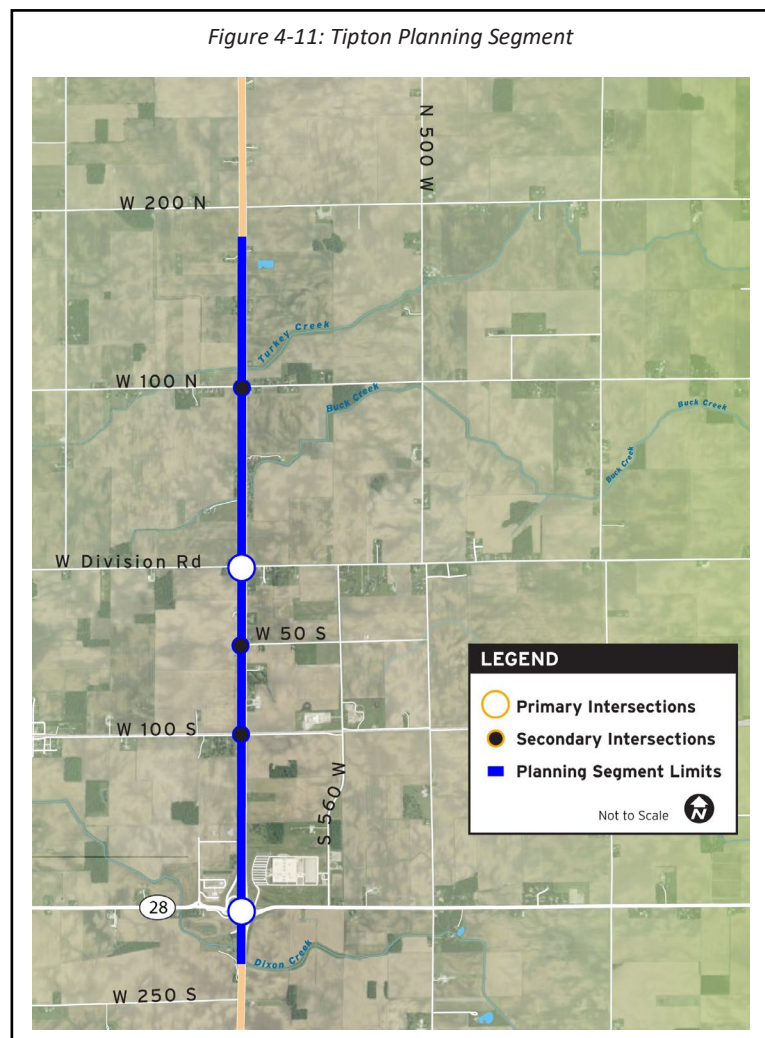 Figure 4-11: Tipton Planning Segment
N 500 W
W 200 N
Turkey Creek
W 100 N
Buck Creek
Buck Creek
Buck Creek
W Division Rd
W 50 S
LEGEND
Primary Intersections
W 100 S
Secondary Intersections
Planning Segment Limits
S 560 W
Not to Scale
N
28
Dixon Creek
W 250 S